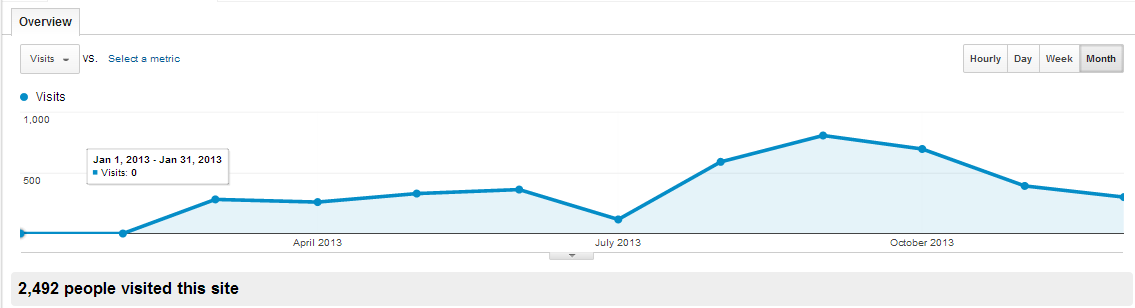 Overview
Visits VS. Select a metric
Hourly Day Week Month
Visits
1,000
Jan 1, 2013 - Jan 31, 2013
Visits: 0
500
April 2013 July 2013 October 2013
2,492 people visited this site